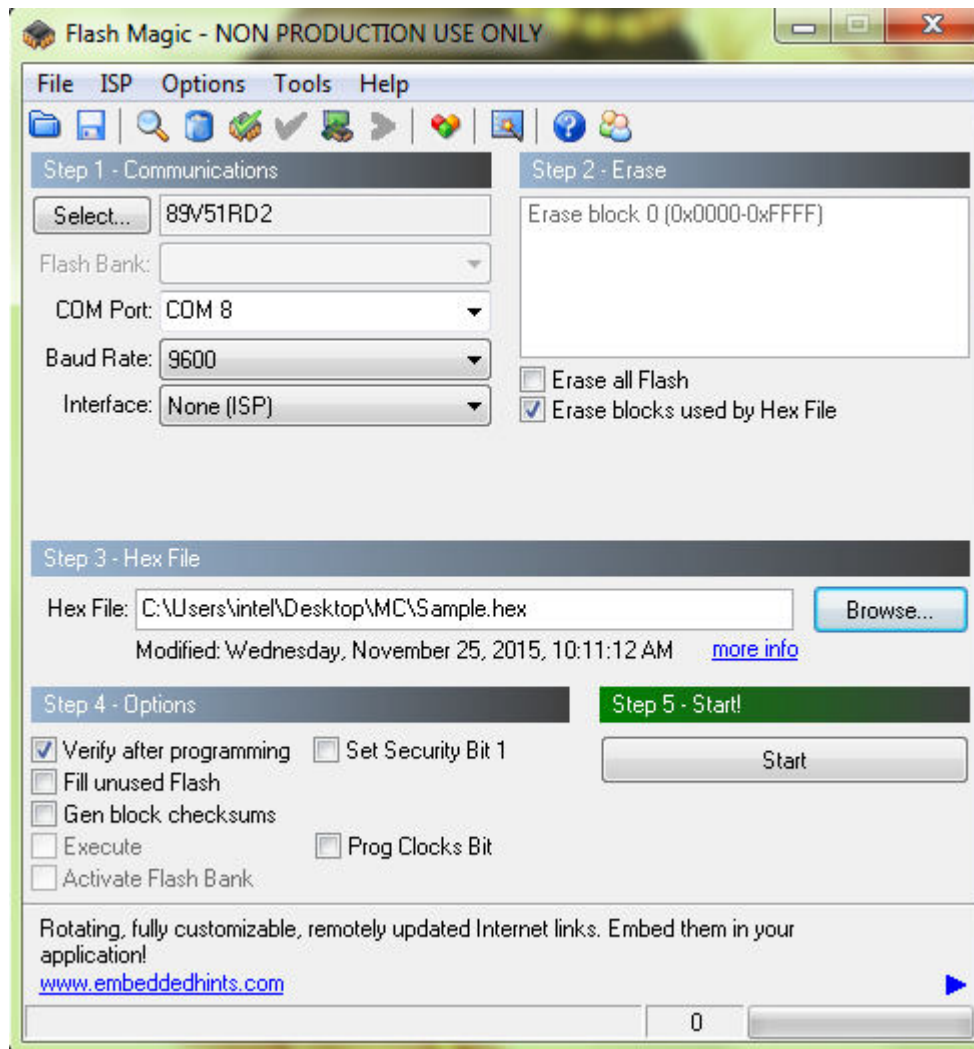 Flash Magic - NON PRODUCTION USE ONLY
File ISP Options Tools Help
Step 1 - Communications
Select... 89V51RD2
Flash Bank:
COM Port: COM 8
Baud Rate: 9600
Interface: None (ISP)
Step 2 - Erase
Erase block 0 (0x0000-0xFFFF)
Erase all Flash
Erase blocks used by Hex File
Step 3 - Hex File
Hex File: C:\Users\intel\Desktop\MC\Sample.hex Browse...
Modified: Wednesday, November 25, 2015, 10:11:12 AM more info
Step 4 - Options
Verify after programming Set Security Bit 1
Fill unused Flash
Gen block checksums
Execute Prog Clocks Bit
Activate Flash Bank
Step 5 - Start!
Start
Rotating, fully customizable, remotely updated Internet links. Embed them in your
application!
www.embeddedhints.com
0